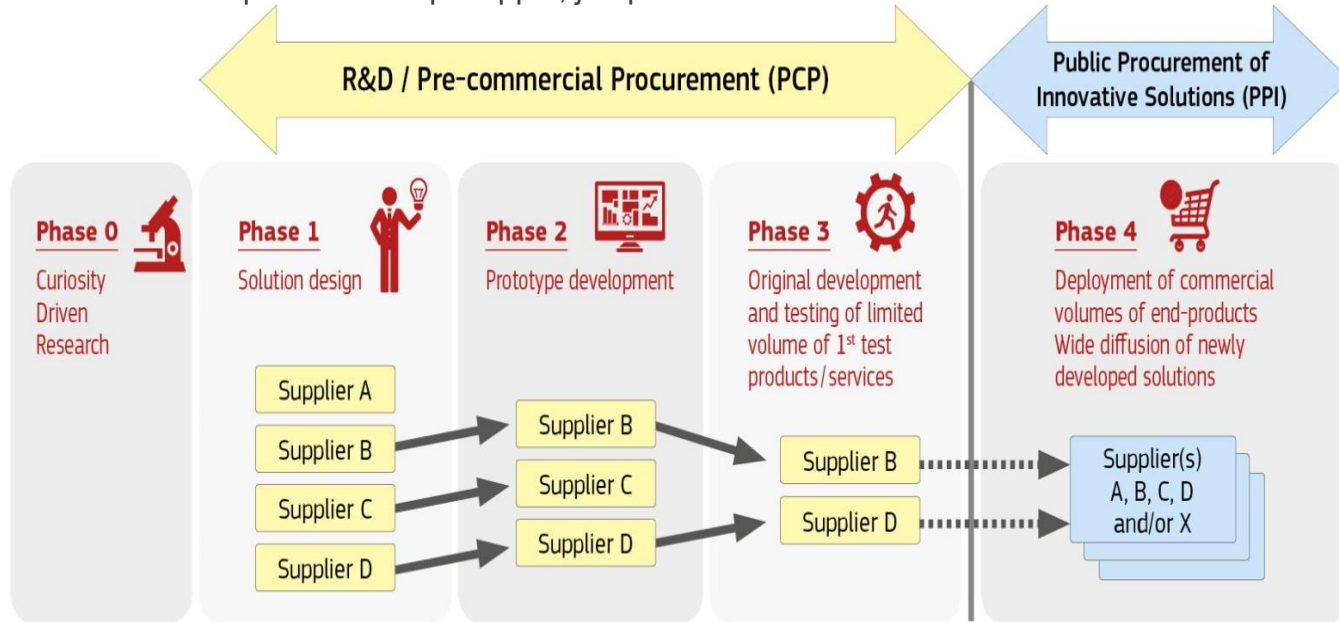 R&D / Pre-commercial Procurement (PCP)
Public Procurement of
Innovative Solutions (PPI)
Phase 0
Curiosity
Driven
Research
Phase 1
Solution design
Supplier A
Supplier B
Supplier C
Supplier D
Phase 2
Prototype development
Supplier B
Supplier C
Supplier D
Phase 3
Original development
and testing of limited
volume of 1st test
products/services
Supplier B
Supplier D
Phase 4
Deployment of commercial
volumes of end-products
Wide diffusion of newly
developed solutions
Supplier(s)
A, B, C, D
and/or X